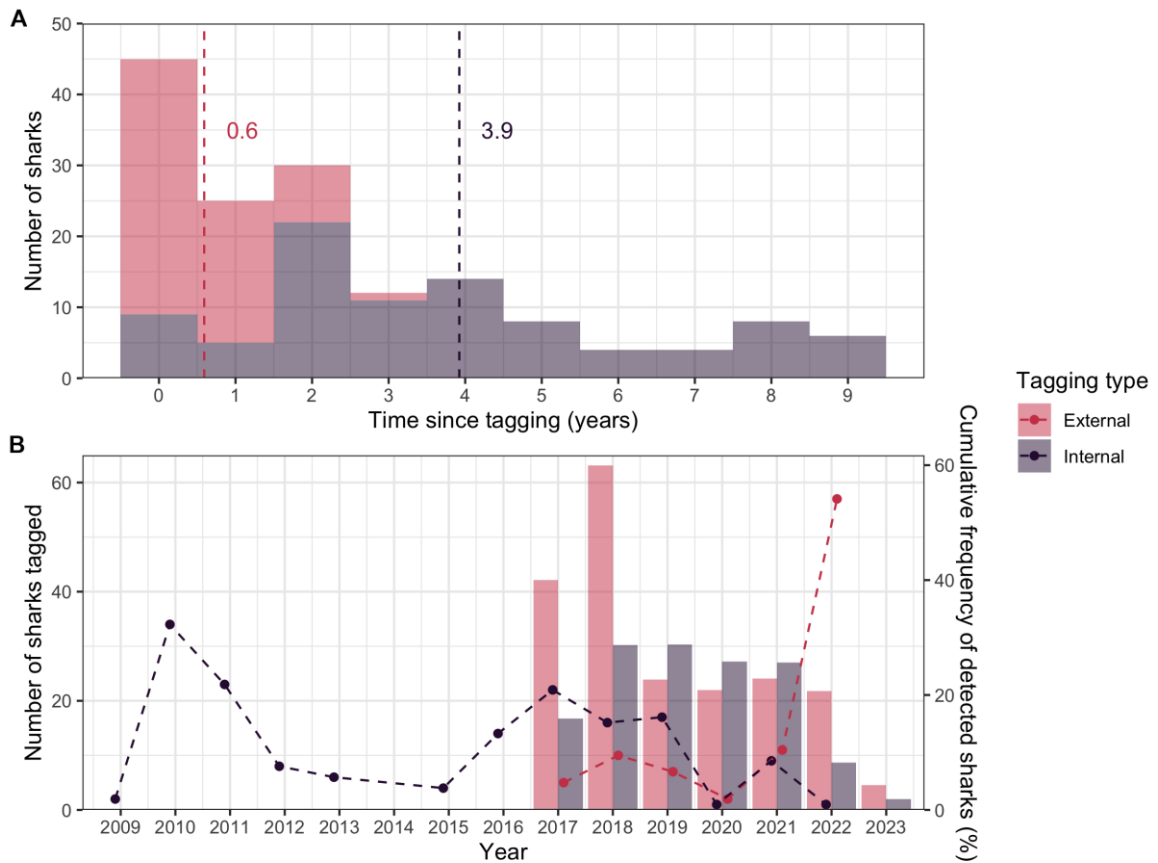 A
50
40
30
20
10
0
Number of sharks
0.6
3.9
0 1 2 3 4 5 6 7 8 9
Time since tagging (years)
Tagging type
External
Internal
B
60
40
20
0
Number of sharks tagged
60
40
20
0
Cumulative frequency of detected sharks (%)
2009 2010 2011 2012 2013 2014 2015 2016 2017 2018 2019 2020 2021 2022 2023
Year